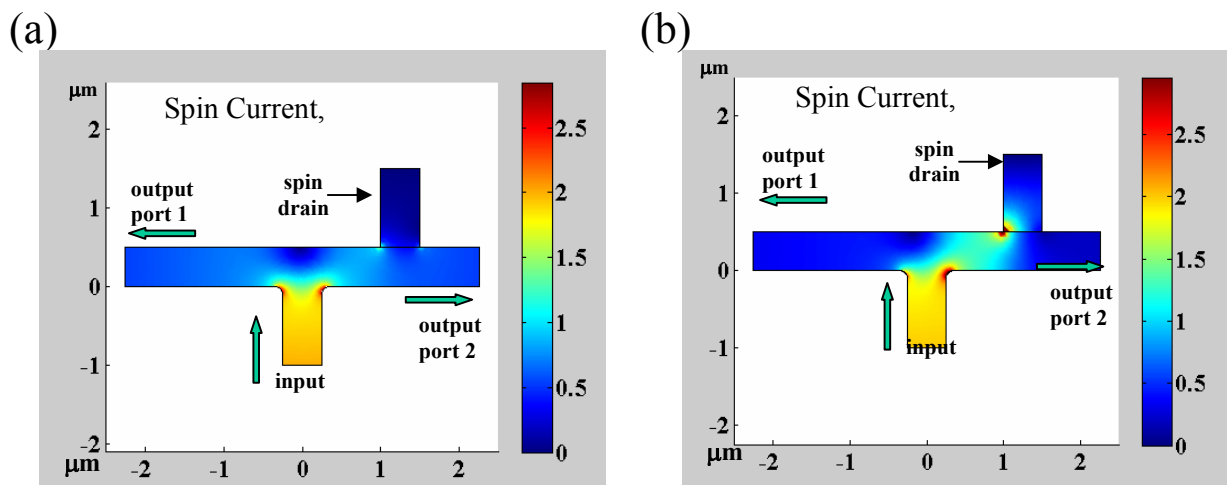 (a)
μm
Spin Current,
2
1
0
-1
-2
μm
-2
-1
0
1
2
output
port 1
spin
drain
output
port 2
input
2.5
2
1.5
1
0.5
0
(b)
μm
Spin Current,
2
1
0
-1
-2
μm
-2
-1
0
1
2
output
port 1
spin
drain
output
port 2
input
2.5
2
1.5
1
0.5
0